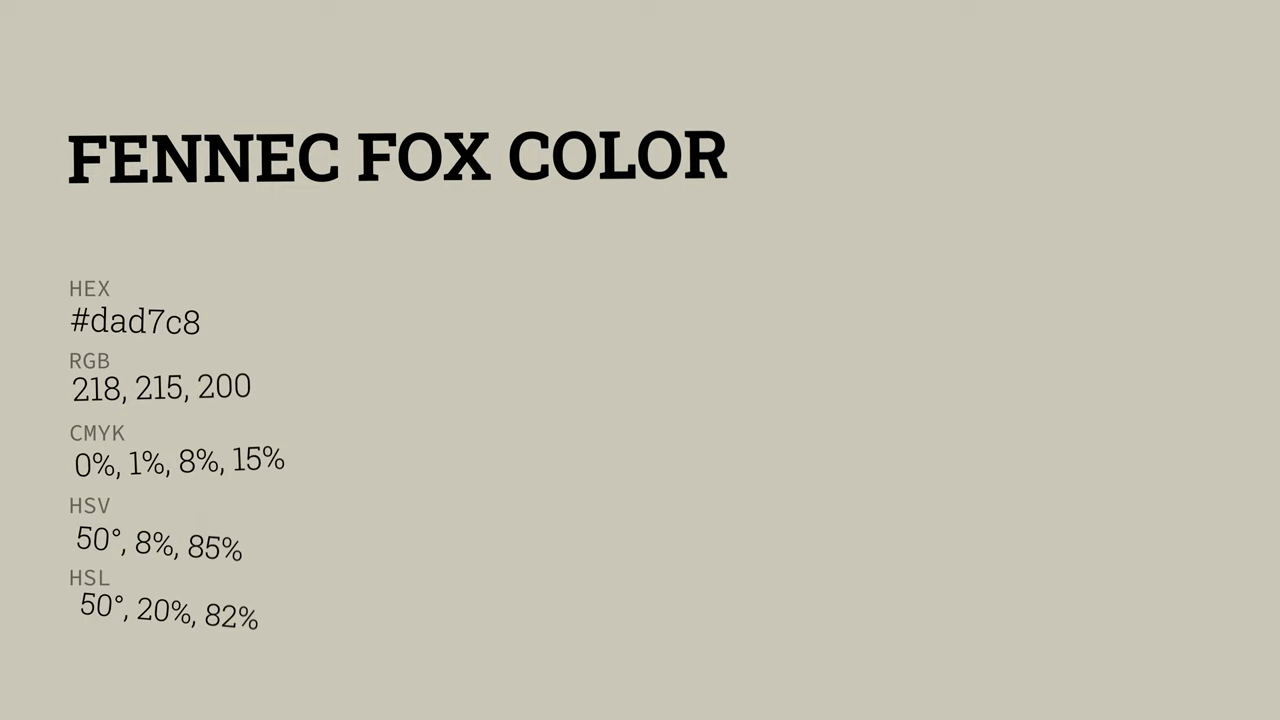 FENNEC FOX COLOR
HEX
#dad7c8
RGB
218, 215, 200
CMYK
0%, 1%, 8%, 15%
HSV
50°, 8%, 85%
HSL
50°, 20%, 82%